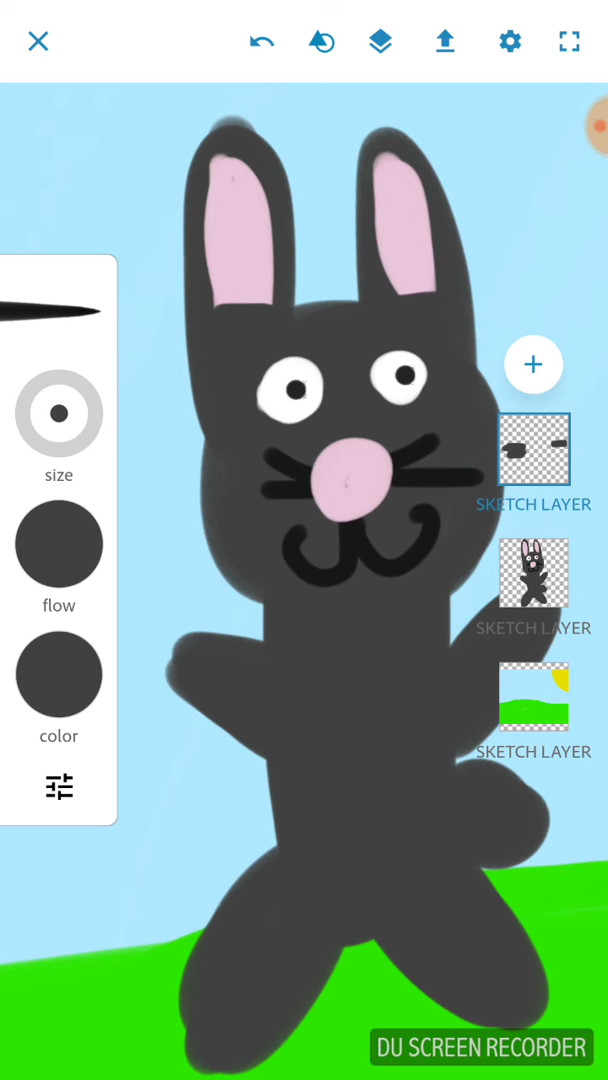 size
SKETCH LAYER
flow
SKETCH LAYER
color
SKETCH LAYER
DU SCREEN RECORDER